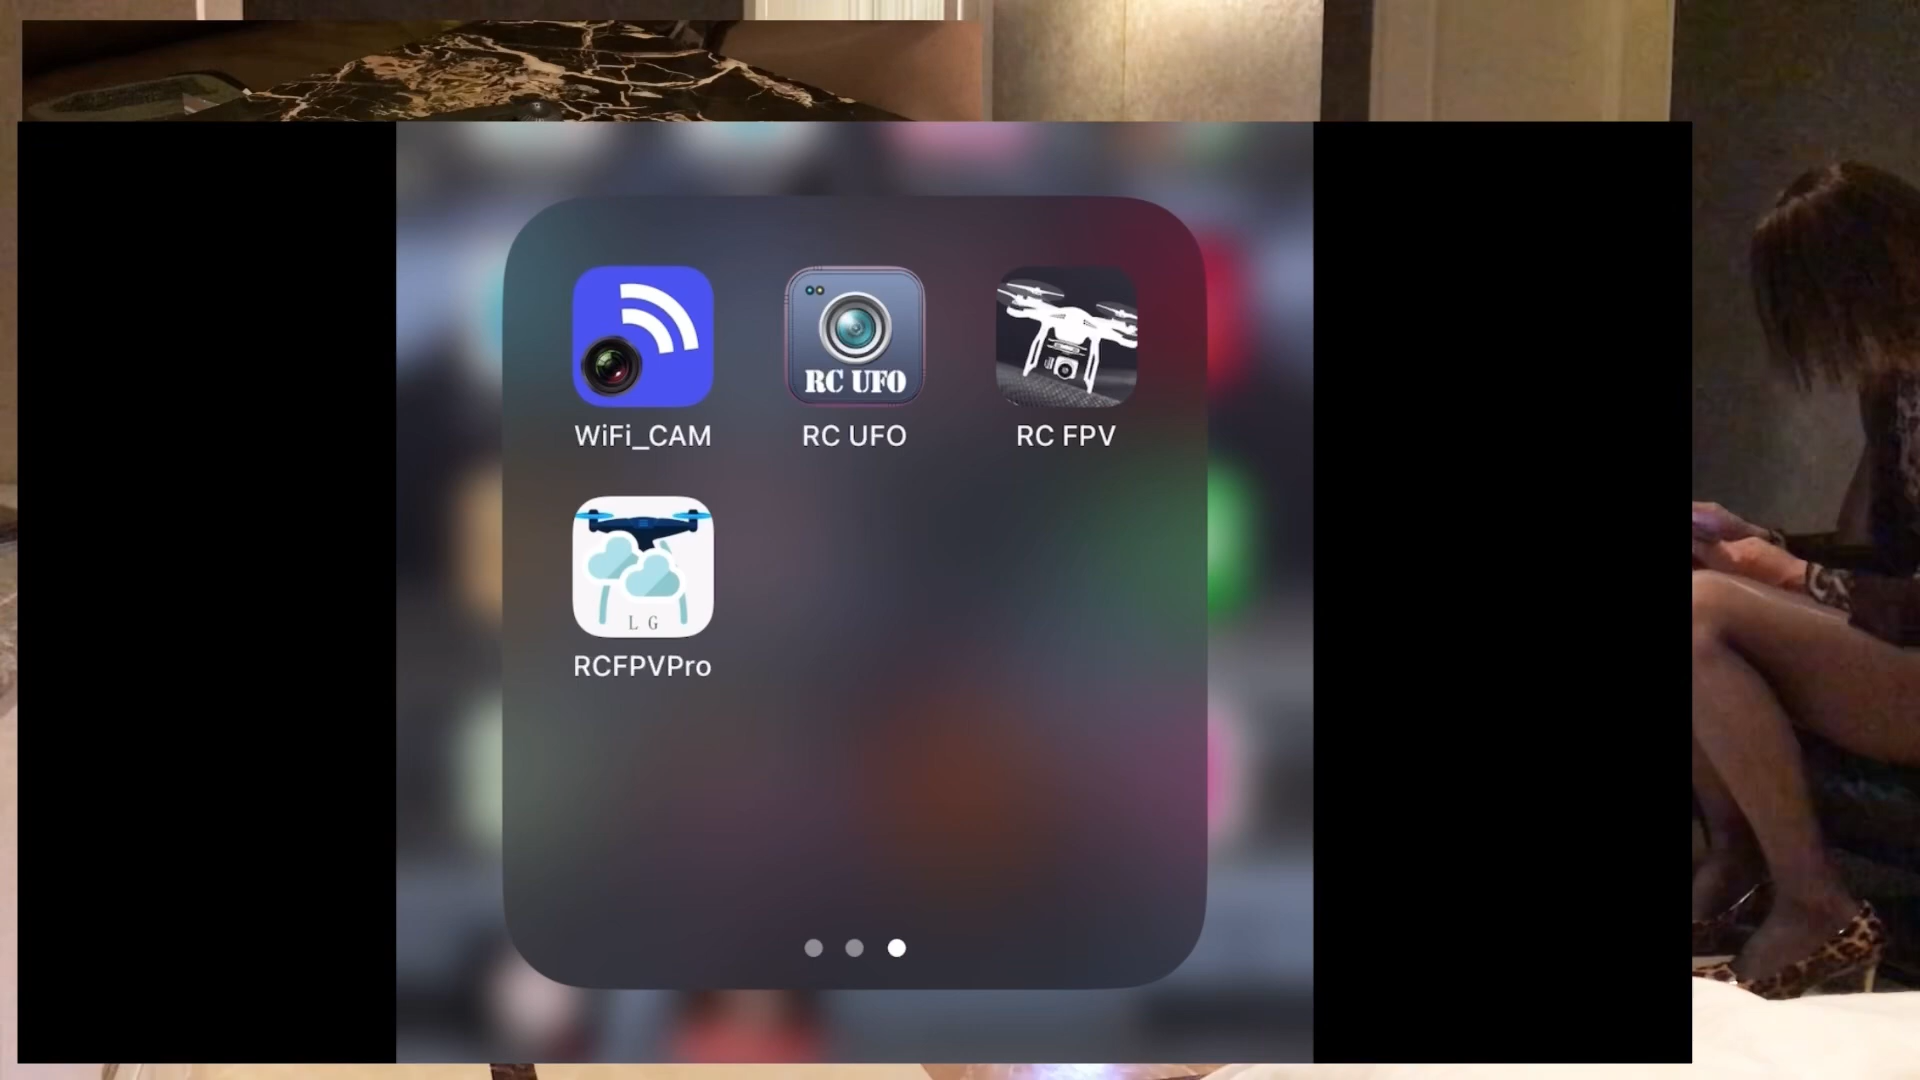 RC UFO
WiFi_CAM
RC UFO
RC FPV
L G
RCFPVPro